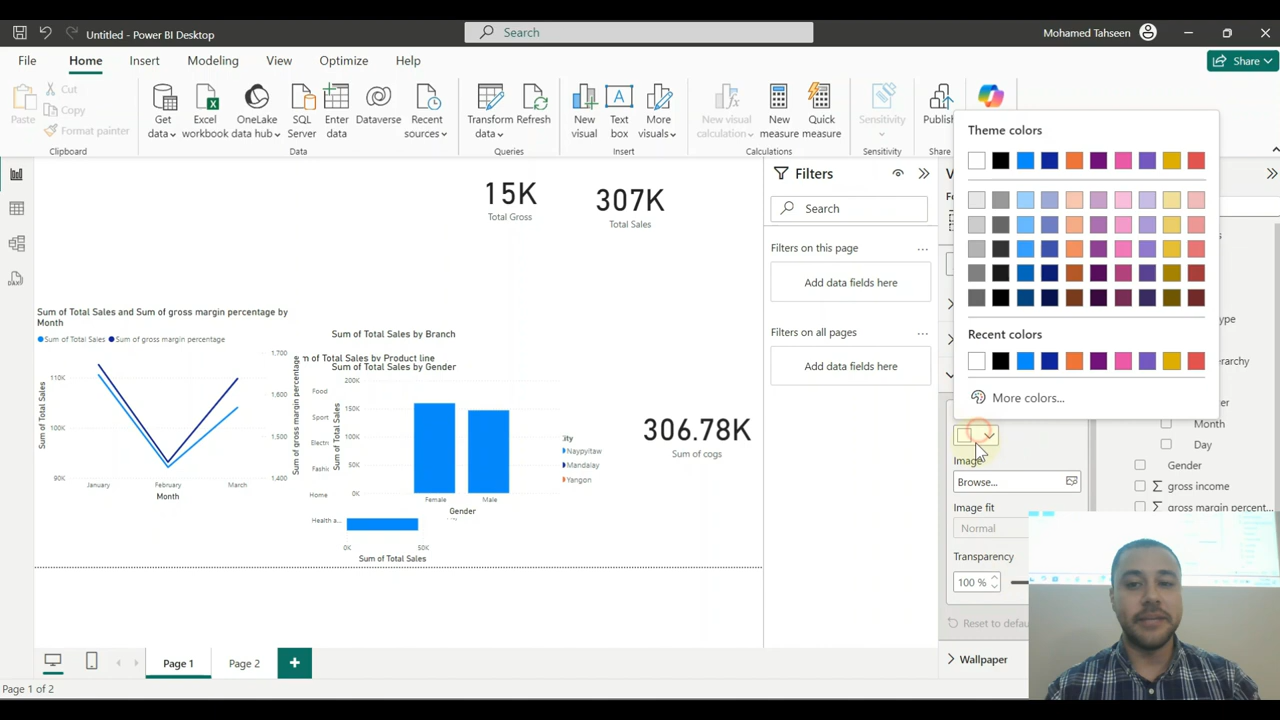 Untitled - Power BI Desktop
Search
Mohamed Tahseen
File
Home
Insert
Modeling
View
Optimize
Help
Share
Paste
Cut
Copy
Format painter
Clipboard
Get data
Excel workbook
OneLake data hub
SQL Server
Enter data
Dataverse
Recent sources
Data
Transform data
Refresh
Queries
New visual
Text box
More visuals
Insert
New visual calculation
New measure
Quick measure
Calculations
Sensitivity
Sensitivity
Publish
Share
15K
Total Gross
307K
Total Sales
Sum of Total Sales and Sum of gross margin percentage by
Month
Sum of Total Sales
Sum of gross margin percentage
110K
100K
90K
1,700
1,600
1,500
1,400
Sum of Total Sales
Sum of gross margin percentage
January
February
March
Month
Sum of Total Sales by Branch
m of Total Sales by Product line
Sum of Total Sales by Gender
Food
Sport
Electr
Fashi
Home
Health a...
200K
150K
100K
50K
0K
Sum of Total Sales
Female
Male
Gender
0K
50K
Sum of Total Sales
ity
Naypyitaw
Mandalay
Yangon
306.78K
Sum of cogs
Filters
Search
Filters on this page
...
Add data fields here
Filters on all pages
...
Add data fields here
Theme colors
Recent colors
More colors...
Image
Browse...
Image fit
Normal
Transparency
100 %
Reset to defau
Wallpaper
Month
Day
Gender
Σ gross income
Σ gross margin percent...
Page 1
Page 2
+
Page 1 of 2